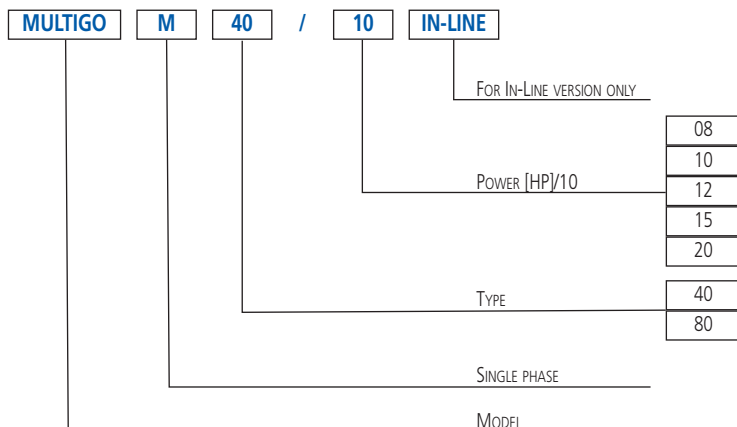 MULTIGO M 40 / 10 IN-LINE
FOR IN-LINE VERSION ONLY
08
10
POWER [HP]/10
12
15
20
TYPE
40
80
SINGLE PHASE
MODEL